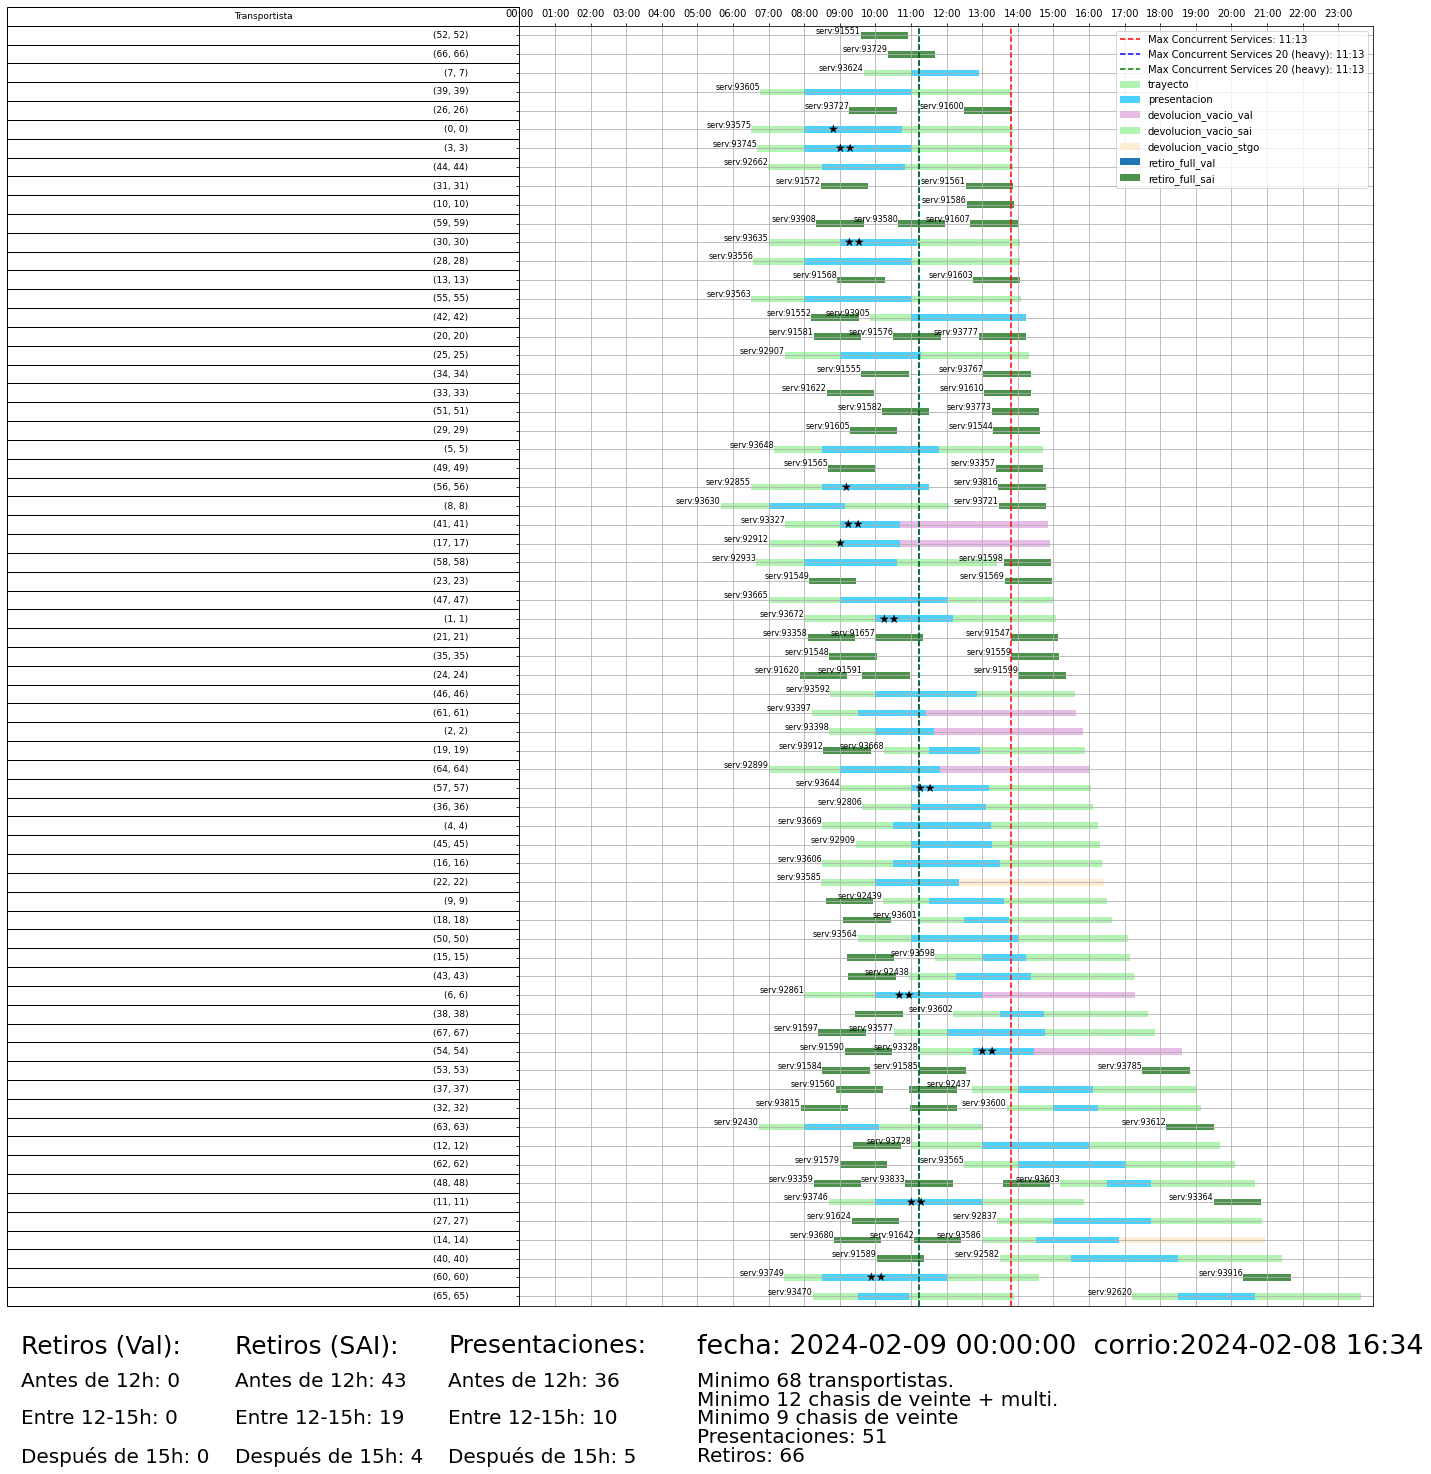 Transportista
00:00 01:00 02:00 03:00 04:00 05:00 06:00 07:00 08:00 09:00 10:00 11:00 12:00 13:00 14:00 15:00 16:00 17:00 18:00 19:00 20:00 21:00 22:00 23:00
Max Concurrent Services: 11:13
Max Concurrent Services 20 (heavy): 11:13
Max Concurrent Services 20 (heavy): 11:13
trayecto
presentacion
devolucion_vacio_val
devolucion_vacio_sai
devolucion_vacio_stgo
retiro_full_val
retiro_full_sai
(52, 52) serv:91551
(66, 66) serv:93729
(7, 7) serv:93624
(39, 39) serv:93605
(26, 26) serv:93727 serv:91600
(0, 0) serv:93575
(3, 3) serv:93745
(44, 44) serv:92662
(31, 31) serv:91572 serv:91561
(10, 10) serv:91586
(59, 59) serv:93908 serv:93580 serv:91607
(30, 30) serv:93635
(28, 28) serv:93556
(13, 13) serv:91568 serv:91603
(55, 55) serv:93563
(42, 42) serv:91552 serv:93905
(20, 20) serv:91581 serv:91576 serv:93777
(25, 25) serv:92907
(34, 34) serv:91555 serv:93767
(33, 33) serv:91622 serv:91610
(51, 51) serv:91582 serv:93773
(29, 29) serv:91605 serv:91544
(5, 5) serv:93648
(49, 49) serv:91565 serv:93357
(56, 56) serv:92855 serv:93816
(8, 8) serv:93630 serv:93721
(41, 41) serv:93327
(17, 17) serv:92912
(58, 58) serv:92933 serv:91598
(23, 23) serv:91549 serv:91569
(47, 47) serv:93665
(1, 1) serv:93672
(21, 21) serv:93358 serv:91657 serv:91547
(35, 35) serv:91548 serv:91559
(24, 24) serv:91620 serv:91591 serv:91599
(46, 46) serv:93592
(61, 61) serv:93397
(2, 2) serv:93398
(19, 19) serv:93912 serv:93668
(64, 64) serv:92899
(57, 57) serv:93644
(36, 36) serv:92806
(4, 4) serv:93669
(45, 45) serv:92909
(16, 16) serv:93606
(22, 22) serv:93585
(9, 9) serv:92439
(18, 18) serv:93601
(50, 50) serv:93564
(15, 15) serv:93598
(43, 43) serv:92438
(6, 6) serv:92861
(38, 38) serv:93602
(67, 67) serv:91597 serv:93577
(54, 54) serv:91590 serv:93328
(53, 53) serv:91584 serv:91585 serv:93785
(37, 37) serv:91560 serv:92437
(32, 32) serv:93815 serv:93600
(63, 63) serv:92430 serv:93612
(12, 12) serv:93728
(62, 62) serv:91579 serv:93565
(48, 48) serv:93359 serv:93833 serv:93603
(11, 11) serv:93746 serv:93364
(27, 27) serv:91624 serv:92837
(14, 14) serv:93680 serv:91642 serv:93586
(40, 40) serv:91589 serv:92582
(60, 60) serv:93749 serv:93916
(65, 65) serv:93470 serv:92620
Retiros (Val): Retiros (SAI): Presentaciones: fecha: 2024-02-09 00:00:00 corrio:2024-02-08 16:34
Antes de 12h: 0 Antes de 12h: 43 Antes de 12h: 36 Minimo 68 transportistas.
Minimo 12 chasis de veinte + multi.
Entre 12-15h: 0 Entre 12-15h: 19 Entre 12-15h: 10 Minimo 9 chasis de veinte
Presentaciones: 51
Después de 15h: 0 Después de 15h: 4 Después de 15h: 5 Retiros: 66